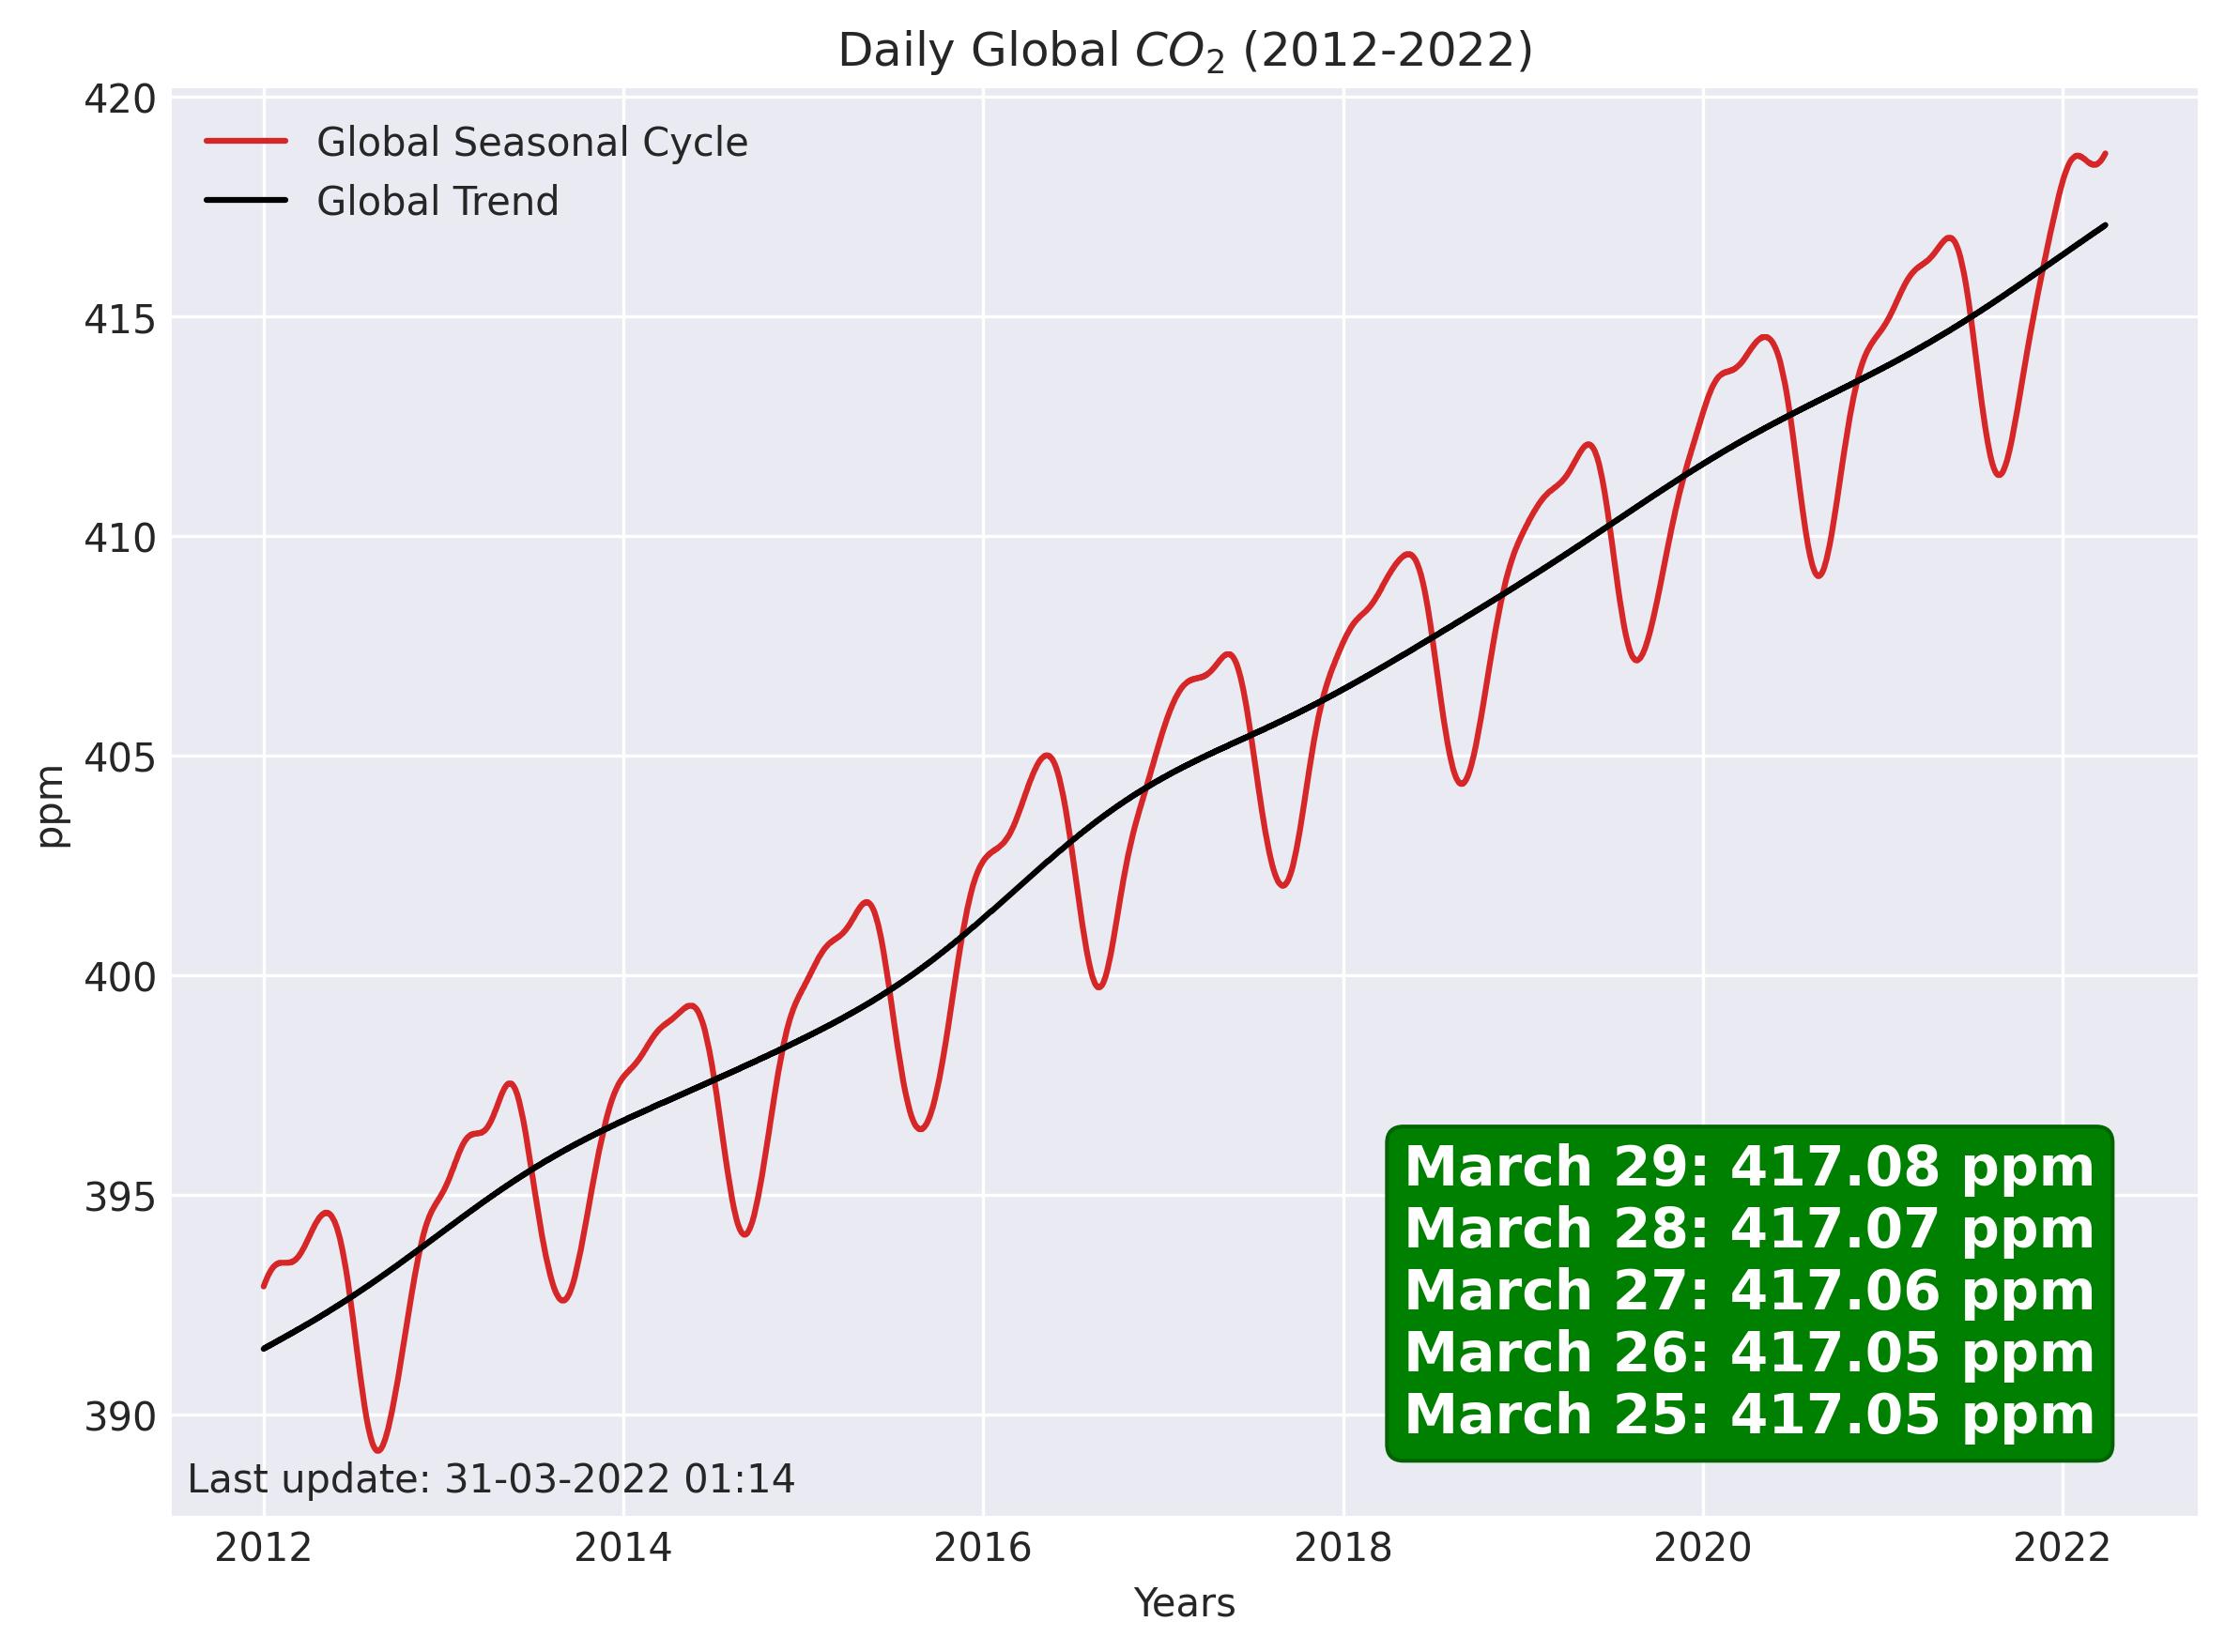 Daily Global CO₂ (2012-2022)
420
Global Seasonal Cycle
Global Trend
415
410
405
ppm
400
395
390
March 29: 417.08 ppm
March 28: 417.07 ppm
March 27: 417.06 ppm
March 26: 417.05 ppm
March 25: 417.05 ppm
Last update: 31-03-2022 01:14
2012 2014 2016 2018 2020 2022
Years